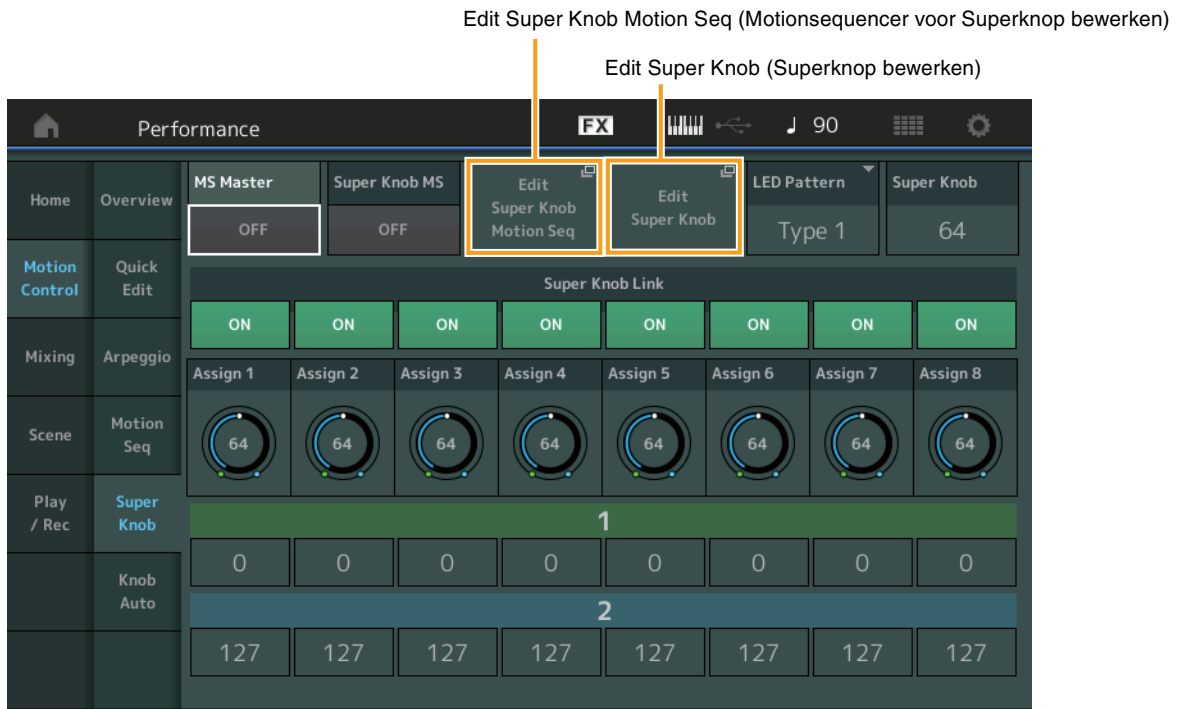 Edit Super Knob Motion Seq (Motionsequencer voor Superknop bewerken)
Edit Super Knob (Superknop bewerken)
Performance FX 90
Home
Motion
Control
Mixing
Scene
Play
/ Rec
Overview
Quick
Edit
Arpeggio
Motion
Seq
Super
Knob
Knob
Auto
MS Master
OFF
Super Knob MS
OFF
Edit
Super Knob
Motion Seq
Edit
Super Knob
LED Pattern
Type 1
Super Knob
64
Super Knob Link
ON ON ON ON ON ON ON ON
Assign 1 Assign 2 Assign 3 Assign 4 Assign 5 Assign 6 Assign 7 Assign 8
64 64 64 64 64 64 64 64
1
0 0 0 0 0 0 0 0
2
127 127 127 127 127 127 127 127